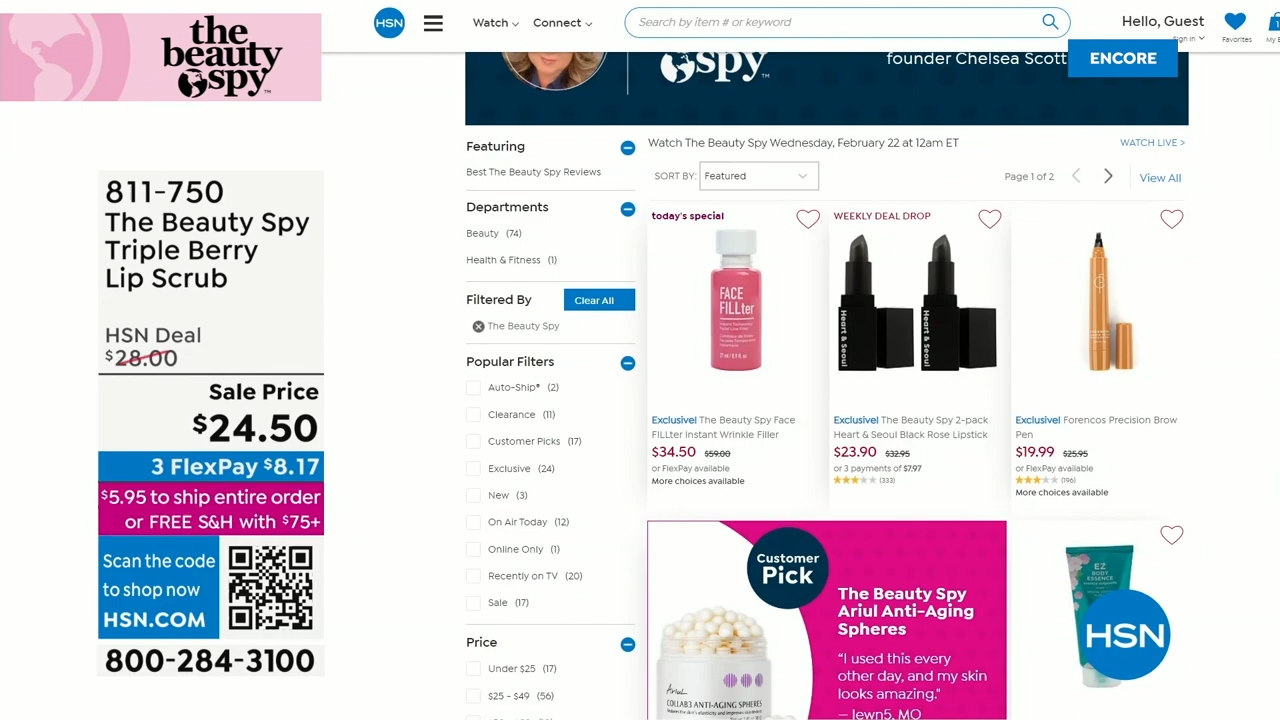 the
beauty
spy™
HSN
Watch
Connect
Search by item # or keyword
Hello, Guest
Sign In
Favorites
spy™
founder Chelsea Scott
ENCORE
811-750
The Beauty Spy
Triple Berry
Lip Scrub
HSN Deal
$28.00
Sale Price
$24.50
3 FlexPay $8.17
$5.95 to ship entire order
or FREE S&H with $75+
Scan the code
to shop now
HSN.COM
800-284-3100
Featuring
Best The Beauty Spy Reviews
Departments
Beauty (74)
Health & Fitness (1)
Filtered By
Clear All
The Beauty Spy
Popular Filters
Auto-Ship® (2)
Clearance (11)
Customer Picks (17)
Exclusive (24)
New (3)
On Air Today (12)
Online Only (1)
Recently on TV (20)
Sale (17)
Price
Under $25 (17)
$25 - $49 (56)
Watch The Beauty Spy Wednesday, February 22 at 12am ET
WATCH LIVE >
SORT BY: Featured
Page 1 of 2
View All
today's special
FACE
FILLter
Exclusive! The Beauty Spy Face
FILLter Instant Wrinkle Filler
$34.50 $59.00
or FlexPay available
More choices available
WEEKLY DEAL DROP
Heart & Seoul
Heart & Seoul
Exclusive! The Beauty Spy 2-pack
Heart & Seoul Black Rose Lipstick
$23.90 $32.95
or 3 payments of $7.97
(333)
Exclusive! Forencos Precision Brow
Pen
$19.99 $25.95
or FlexPay available
(196)
More choices available
Customer
Pick
The Beauty Spy
Ariul Anti-Aging
Spheres
“I used this every
other day, and my skin
looks amazing.”
— lewn5, MO
Ariul
COLLAB3 ANTI-AGING SPHERES
EZ
BODY
ESSENCE
HSN